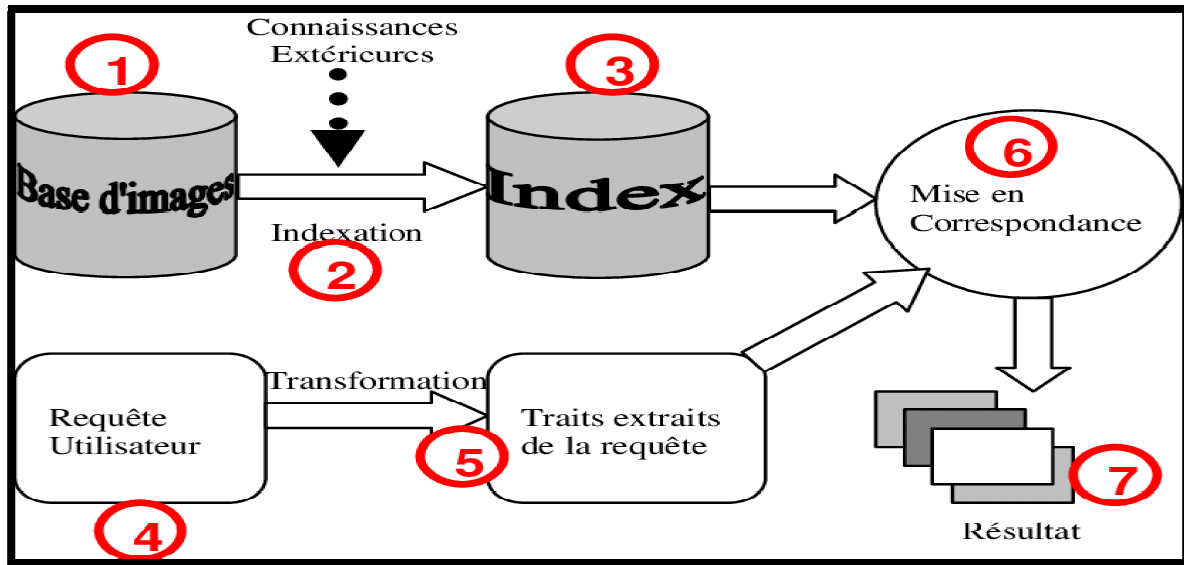 Connaissances
Extérieures
1
3
6
Base d'images
Index
Mise en
Correspondance
Indexation
2
Transformation
Requête
Utilisateur
Traits extraits
de la requête
5
4
7
Résultat